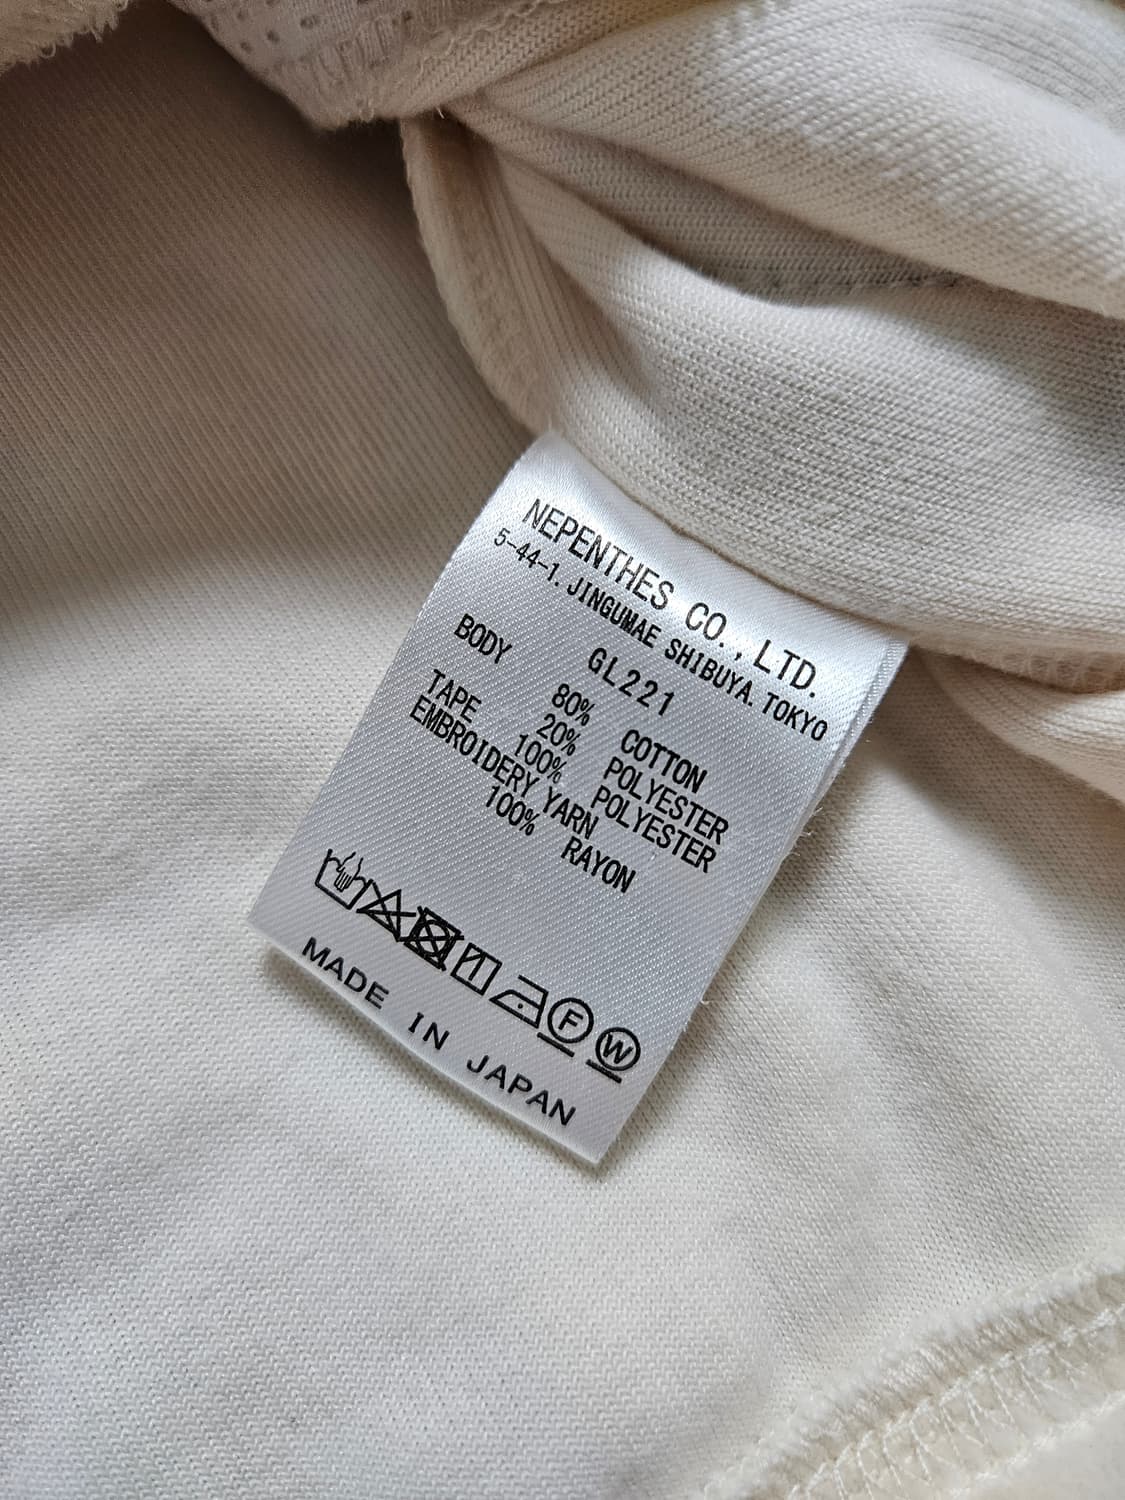 NEPENTHES CO., LTD.
5-44-1. JINGUMAE SHIBUYA. TOKYO
GL221
BODY 80% COTTON
20% POLYESTER
TAPE 100% POLYESTER
EMBROIDERY YARN
100% RAYON
F W
MADE IN JAPAN